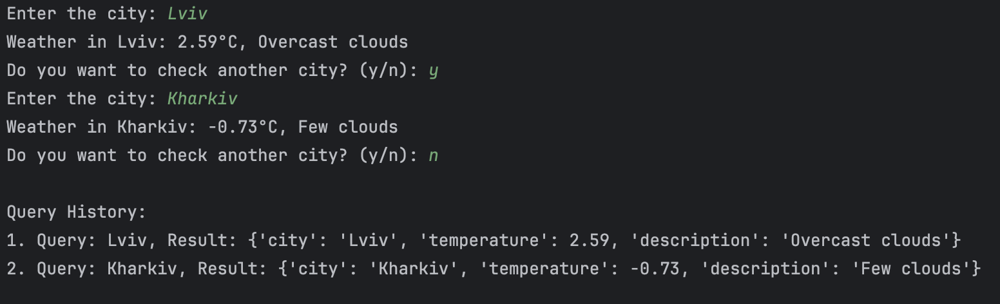 Enter the city: Lviv
Weather in Lviv: 2.59°C, Overcast clouds
Do you want to check another city? (y/n): y
Enter the city: Kharkiv
Weather in Kharkiv: -0.73°C, Few clouds
Do you want to check another city? (y/n): n
Query History:
1. Query: Lviv, Result: {'city': 'Lviv', 'temperature': 2.59, 'description': 'Overcast clouds'}
2. Query: Kharkiv, Result: {'city': 'Kharkiv', 'temperature': -0.73, 'description': 'Few clouds'}